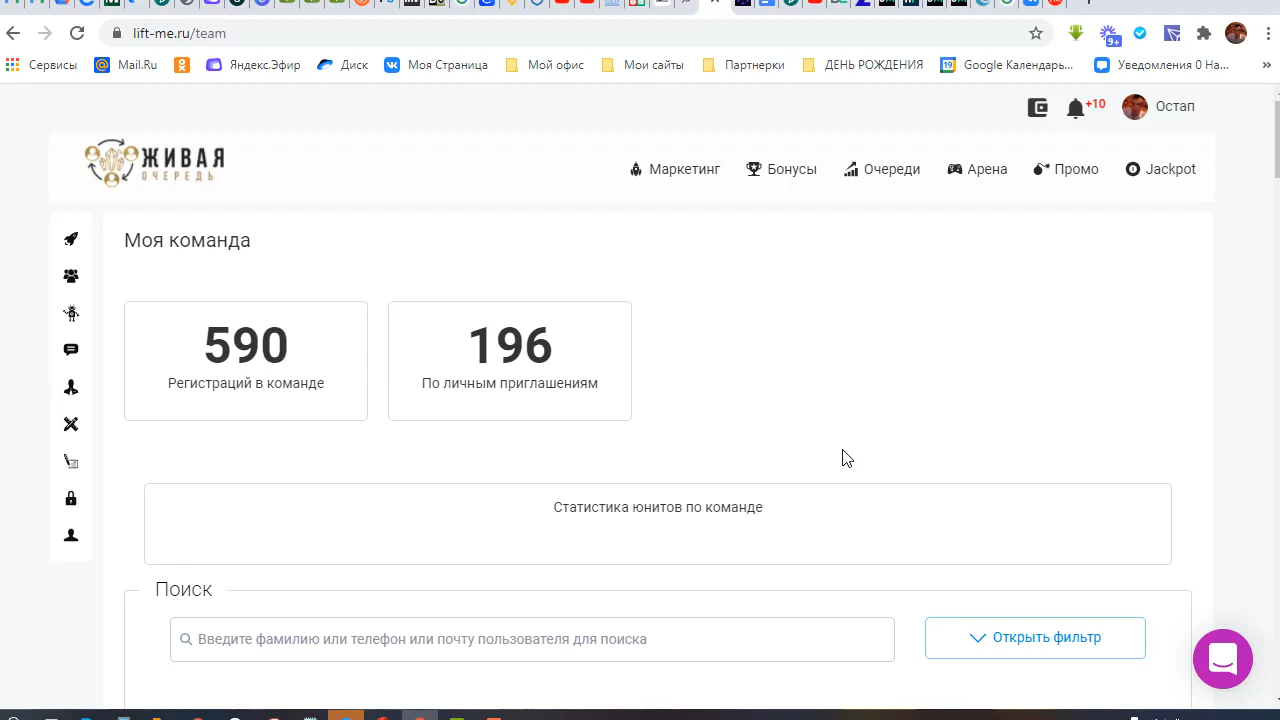 lift-me.ru/team
9+
Сервисы
Mail.Ru
Яндекс.Эфир
Диск
Моя Страница
Мой офис
Мои сайты
Партнерки
ДЕНЬ РОЖДЕНИЯ
Google Календарь...
Уведомления 0 На...
»
+10
Остап
ЖИВАЯ
ОЧЕРЕДЬ
Маркетинг
Бонусы
Очереди
Арена
Промо
Jackpot
Моя команда
590
Регистраций в команде
196
По личным приглашениям
Статистика юнитов по команде
Поиск
Введите фамилию или телефон или почту пользователя для поиска
Открыть фильтр